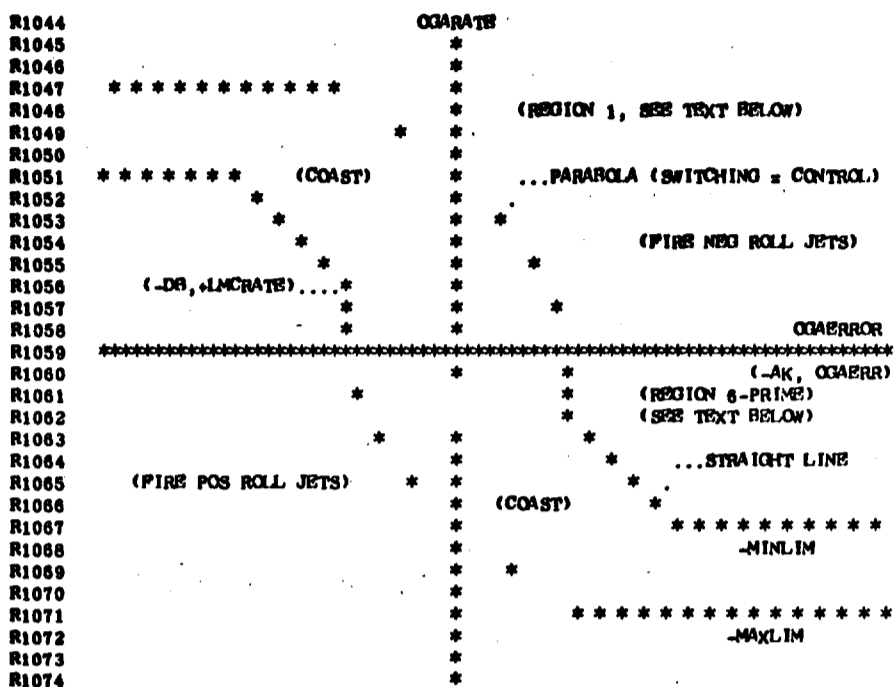 R1044 OGARATE
R1045 *
R1046 *
R1047 * * * * * * * * * * * *
R1048 * (REGION 1, SEE TEXT BELOW)
R1049 * *
R1050 *
R1051 * * * * * * * (COAST) * ...PARABOLA (SWITCHING = CONTROL)
R1052 * * .
R1053 * * *
R1054 * * (FIRE NEG ROLL JETS)
R1055 * * *
R1056 (-DB,+LMCRATE)....* *
R1057 * * *
R1058 * * OGAERROR
R1059 **************************************************************************
R1060 * * (-AK, OGAERR)
R1061 * * (REGION 6-PRIME)
R1062 * (SEE TEXT BELOW)
R1063 * * *
R1064 * * ...STRAIGHT LINE
R1065 (FIRE POS ROLL JETS) * * * .
R1066 * (COAST) *
R1067 * * * * * * * * * * *
R1068 * -MINLIM
R1069 * *
R1070 *
R1071 * * * * * * * * * * * * * * * *
R1072 * -MAXLIM
R1073 *
R1074 *